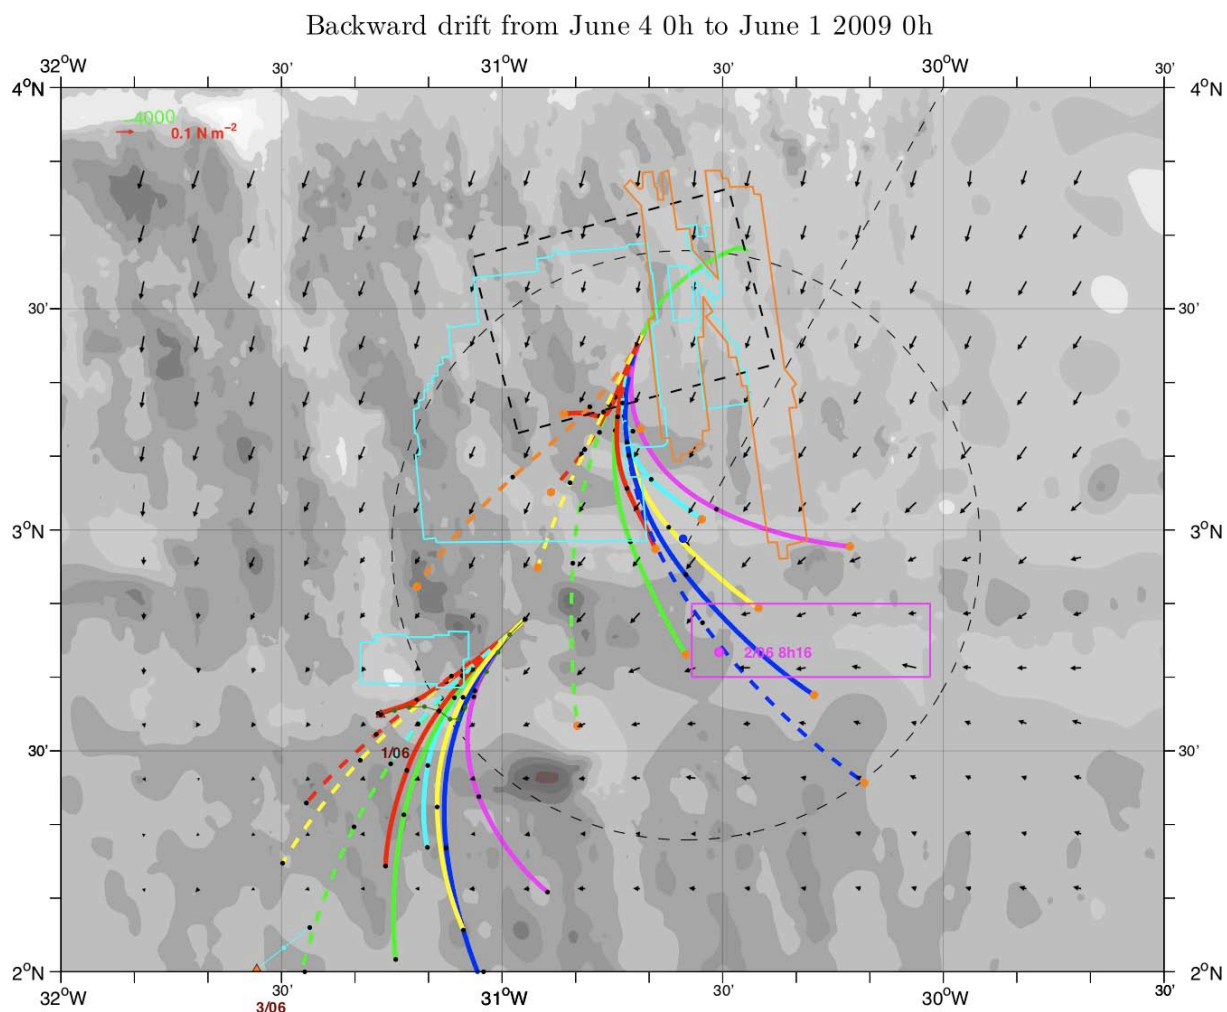 Backward drift from June 4 0h to June 1 2009 0h
32°W 30' 31°W 30' 30°W 30'
4°N 4°N
-4000
0.1 N m⁻²
30' 30'
3°N 3°N
2/06 8h16
30' 1/06 30'
2°N 2°N
32°W 30' 31°W 30' 30°W 30'
3/06